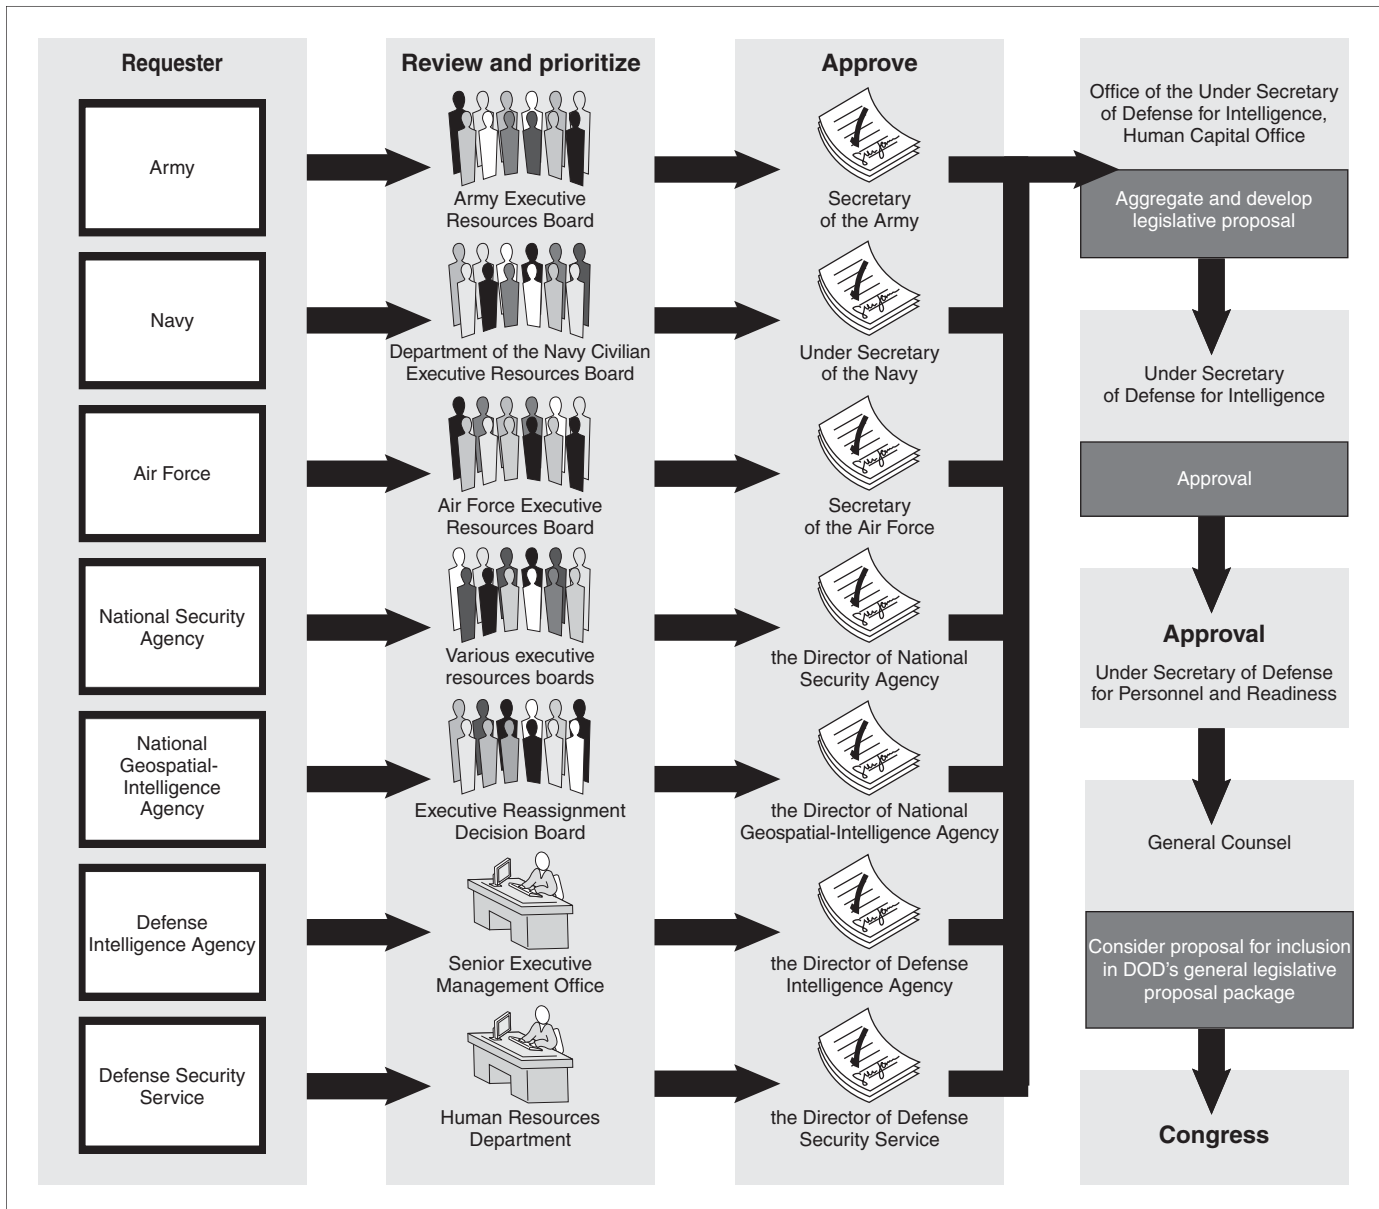 Requester
Army
Navy
Air Force
National Security
Agency
National
Geospatial-
Intelligence
Agency
Defense
Intelligence Agency
Defense Security
Service
Review and prioritize
Army Executive
Resources Board
Department of the Navy Civilian
Executive Resources Board
Air Force Executive
Resources Board
Various executive
resources boards
Executive Reassignment
Decision Board
Senior Executive
Management Office
Human Resources
Department
Approve
Secretary
of the Army
Under Secretary
of the Navy
Secretary
of the Air Force
the Director of National
Security Agency
the Director of National
Geospatial-Intelligence Agency
the Director of Defense
Intelligence Agency
the Director of Defense
Security Service
Office of the Under Secretary
of Defense for Intelligence,
Human Capital Office
Aggregate and develop
legislative proposal
Under Secretary
of Defense for Intelligence
Approval
Approval
Under Secretary of Defense
for Personnel and Readiness
General Counsel
Consider proposal for inclusion
in DOD's general legislative
proposal package
Congress